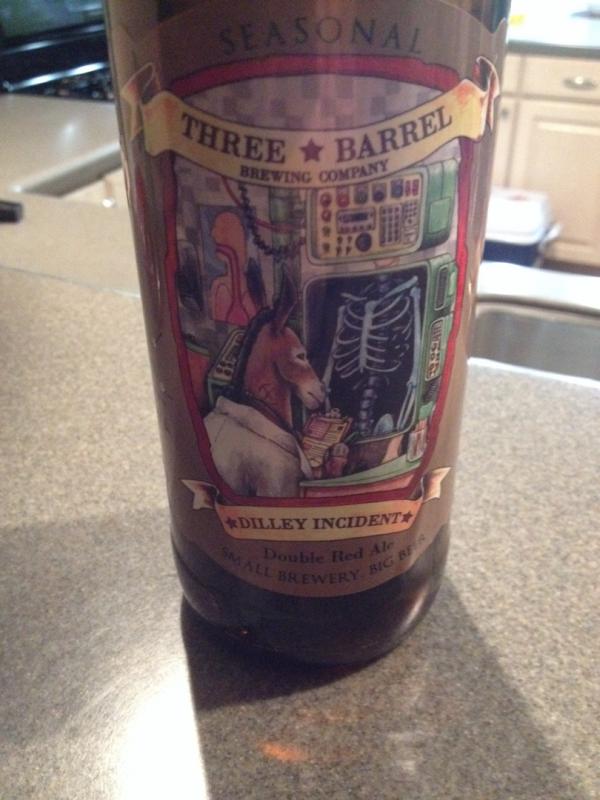 SEASONAL
THREE ★ BARREL
BREWING COMPANY
★DILLEY INCIDENT★
Double Red Ale
SMALL BREWERY. BIG BEER